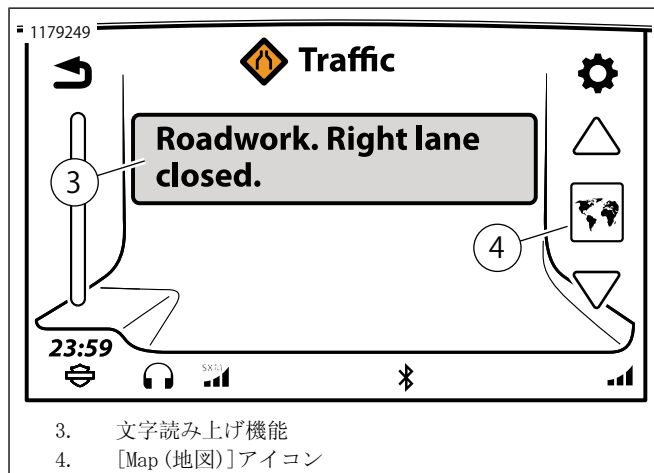 1179249
Traffic
Roadwork. Right lane
closed.
3
4
23:59
SXM
3. 文字読み上げ機能
4. [Map(地図)]アイコン